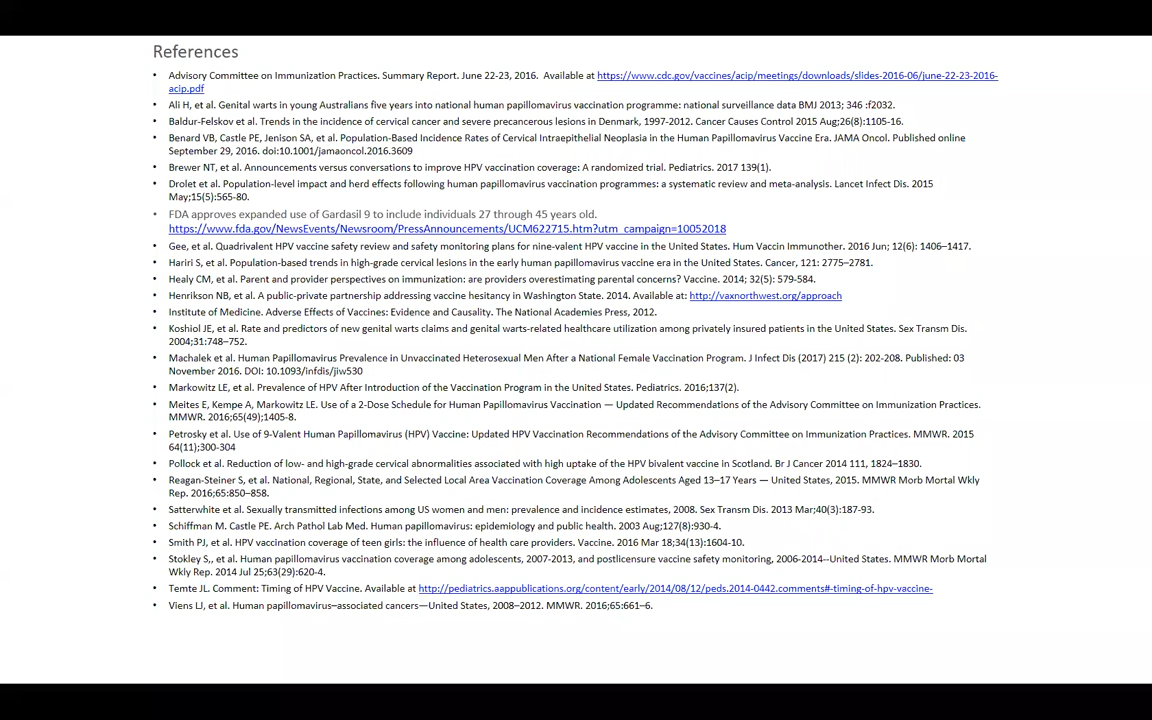 References
• Advisory Committee on Immunization Practices. Summary Report. June 22-23, 2016.  Available at https://www.cdc.gov/vaccines/acip/meetings/downloads/slides-2016-06/june-22-23-2016-
acip.pdf
• Ali H, et al. Genital warts in young Australians five years into national human papillomavirus vaccination programme: national surveillance data BMJ 2013; 346 :f2032.
• Baldur-Felskov et al. Trends in the incidence of cervical cancer and severe precancerous lesions in Denmark, 1997-2012. Cancer Causes Control 2015 Aug;26(8):1105-16.
• Benard VB, Castle PE, Jenison SA, et al. Population-Based Incidence Rates of Cervical Intraepithelial Neoplasia in the Human Papillomavirus Vaccine Era. JAMA Oncol. Published online
September 29, 2016. doi:10.1001/jamaoncol.2016.3609
• Brewer NT, et al. Announcements versus conversations to improve HPV vaccination coverage: A randomized trial. Pediatrics. 2017 139(1).
• Drolet et al. Population-level impact and herd effects following human papillomavirus vaccination programmes: a systematic review and meta-analysis. Lancet Infect Dis. 2015
May;15(5):565-80.
• FDA approves expanded use of Gardasil 9 to include individuals 27 through 45 years old.
https://www.fda.gov/NewsEvents/Newsroom/PressAnnouncements/UCM622715.htm?utm_campaign=10052018
• Gee, et al. Quadrivalent HPV vaccine safety review and safety monitoring plans for nine-valent HPV vaccine in the United States. Hum Vaccin Immunother. 2016 Jun; 12(6): 1406–1417.
• Hariri S, et al. Population-based trends in high-grade cervical lesions in the early human papillomavirus vaccine era in the United States. Cancer, 121: 2775–2781.
• Healy CM, et al. Parent and provider perspectives on immunization: are providers overestimating parental concerns? Vaccine. 2014; 32(5): 579-584.
• Henrikson NB, et al. A public-private partnership addressing vaccine hesitancy in Washington State. 2014. Available at: http://vaxnorthwest.org/approach
• Institute of Medicine. Adverse Effects of Vaccines: Evidence and Causality. The National Academies Press, 2012.
• Koshiol JE, et al. Rate and predictors of new genital warts claims and genital warts-related healthcare utilization among privately insured patients in the United States. Sex Transm Dis.
2004;31:748–752.
• Machalek et al. Human Papillomavirus Prevalence in Unvaccinated Heterosexual Men After a National Female Vaccination Program. J Infect Dis (2017) 215 (2): 202-208. Published: 03
November 2016. DOI: 10.1093/infdis/jiw530
• Markowitz LE, et al. Prevalence of HPV After Introduction of the Vaccination Program in the United States. Pediatrics. 2016;137(2).
• Meites E, Kempe A, Markowitz LE. Use of a 2-Dose Schedule for Human Papillomavirus Vaccination — Updated Recommendations of the Advisory Committee on Immunization Practices.
MMWR. 2016;65(49);1405-8.
• Petrosky et al. Use of 9-Valent Human Papillomavirus (HPV) Vaccine: Updated HPV Vaccination Recommendations of the Advisory Committee on Immunization Practices. MMWR. 2015
64(11);300-304
• Pollock et al. Reduction of low- and high-grade cervical abnormalities associated with high uptake of the HPV bivalent vaccine in Scotland. Br J Cancer 2014 111, 1824–1830.
• Reagan-Steiner S, et al. National, Regional, State, and Selected Local Area Vaccination Coverage Among Adolescents Aged 13–17 Years — United States, 2015. MMWR Morb Mortal Wkly
Rep. 2016;65:850–858.
• Satterwhite et al. Sexually transmitted infections among US women and men: prevalence and incidence estimates, 2008. Sex Transm Dis. 2013 Mar;40(3):187-93.
• Schiffman M. Castle PE. Arch Pathol Lab Med. Human papillomavirus: epidemiology and public health. 2003 Aug;127(8):930-4.
• Smith PJ, et al. HPV vaccination coverage of teen girls: the influence of health care providers. Vaccine. 2016 Mar 18;34(13):1604-10.
• Stokley S,, et al. Human papillomavirus vaccination coverage among adolescents, 2007-2013, and postlicensure vaccine safety monitoring, 2006-2014--United States. MMWR Morb Mortal
Wkly Rep. 2014 Jul 25;63(29):620-4.
• Temte JL. Comment: Timing of HPV Vaccine. Available at http://pediatrics.aappublications.org/content/early/2014/08/12/peds.2014-0442.comments#-timing-of-hpv-vaccine-
• Viens LJ, et al. Human papillomavirus–associated cancers—United States, 2008–2012. MMWR. 2016;65:661–6.